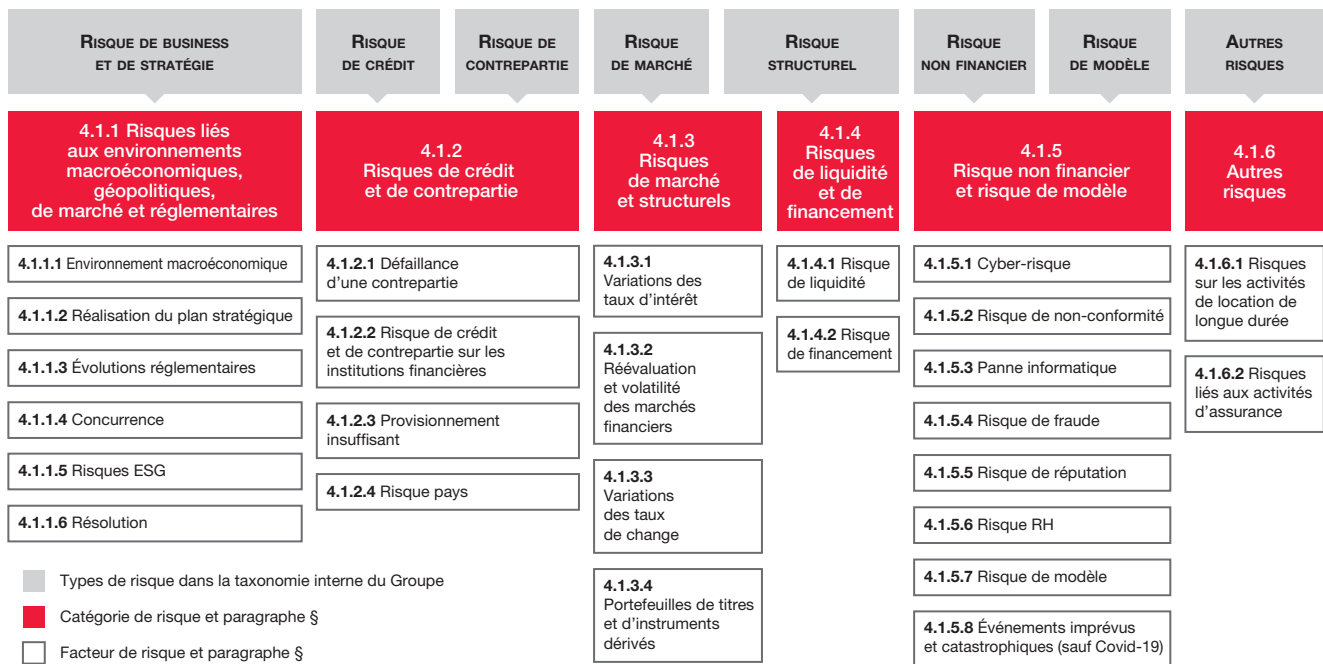 RISQUE DE BUSINESS
ET DE STRATÉGIE
RISQUE
DE CRÉDIT
RISQUE DE
CONTREPARTIE
RISQUE
DE MARCHÉ
RISQUE
STRUCTUREL
RISQUE
NON FINANCIER
RISQUE
DE MODÈLE
AUTRES
RISQUES
4.1.1 Risques liés
aux environnements
macroéconomiques,
géopolitiques,
de marché et réglementaires
4.1.2
Risques de crédit
et de contrepartie
4.1.3
Risques
de marché
et structurels
4.1.4
Risques
de liquidité
et de
financement
4.1.5
Risque non financier
et risque de modèle
4.1.6
Autres
risques
4.1.1.1 Environnement macroéconomique
4.1.1.2 Réalisation du plan stratégique
4.1.1.3 Évolutions réglementaires
4.1.1.4 Concurrence
4.1.1.5 Risques ESG
4.1.1.6 Résolution
4.1.2.1 Défaillance
d'une contrepartie
4.1.2.2 Risque de crédit
et de contrepartie sur les
institutions financières
4.1.2.3 Provisionnement
insuffisant
4.1.2.4 Risque pays
4.1.3.1
Variations des
taux d'intérêt
4.1.3.2
Réévaluation
et volatilité
des marchés
financiers
4.1.3.3
Variations
des taux
de change
4.1.3.4
Portefeuilles de titres
et d'instruments
dérivés
4.1.4.1 Risque
de liquidité
4.1.4.2 Risque
de financement
4.1.5.1 Cyber-risque
4.1.5.2 Risque de non-conformité
4.1.5.3 Panne informatique
4.1.5.4 Risque de fraude
4.1.5.5 Risque de réputation
4.1.5.6 Risque RH
4.1.5.7 Risque de modèle
4.1.5.8 Événements imprévus
et catastrophiques (sauf Covid-19)
4.1.6.1 Risques
sur les activités
de location de
longue durée
4.1.6.2 Risques
liés aux activités
d'assurance
Types de risque dans la taxonomie interne du Groupe
Catégorie de risque et paragraphe §
Facteur de risque et paragraphe §